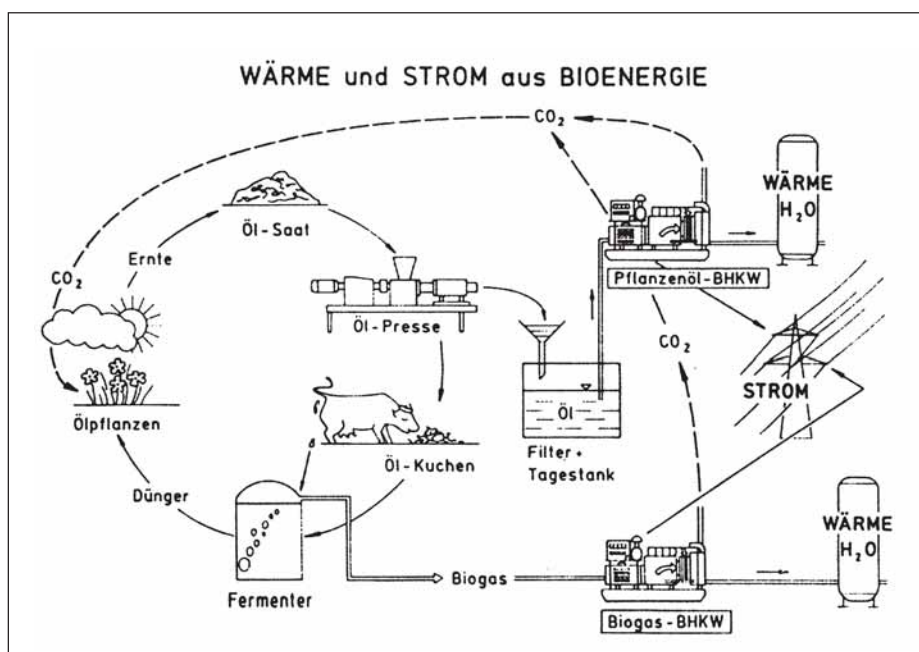 WÄRME und STROM aus BIOENERGIE
CO₂
WÄRME
H₂O
Öl-Saat
Ernte
CO₂
Pflanzenöl-BHKW
Öl-Presse
CO₂
STROM
Öl
Ölpflanzen
Öl-Kuchen
Filter +
Tagestank
Dünger
WÄRME
H₂O
Biogas
Fermenter
Biogas-BHKW